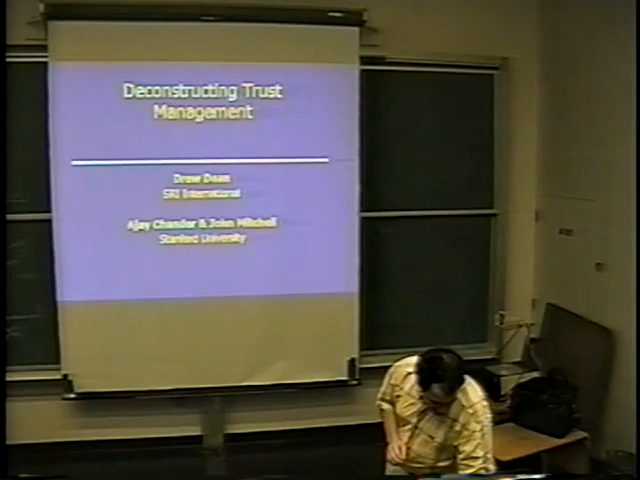 Deconstructing Trust
Management
Drew Dean
SRI International
Ajay Chander & John Mitchell
Stanford University